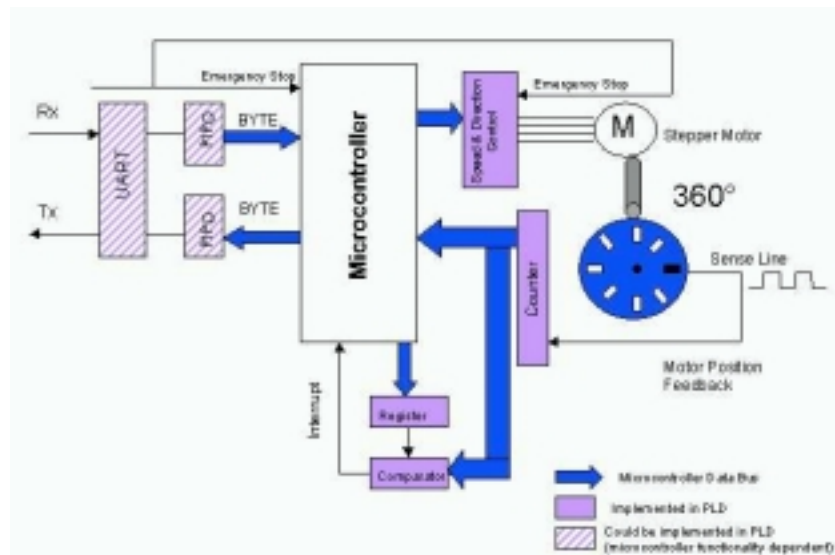 Emergency Stop
Rx
BYTE
FIFO
UART
Tx
BYTE
FIFO
Microcontroller
Speed & Direction
Control
Emergency Stop
M
Stepper Motor
360°
Sense Line
Counter
Motor Position
Feedback
Interrupt
Register
Comparator
Microcontroller Data Bus
Implemented in PLD
Could be implemented in PLD
(microcontroller functionality dependent)